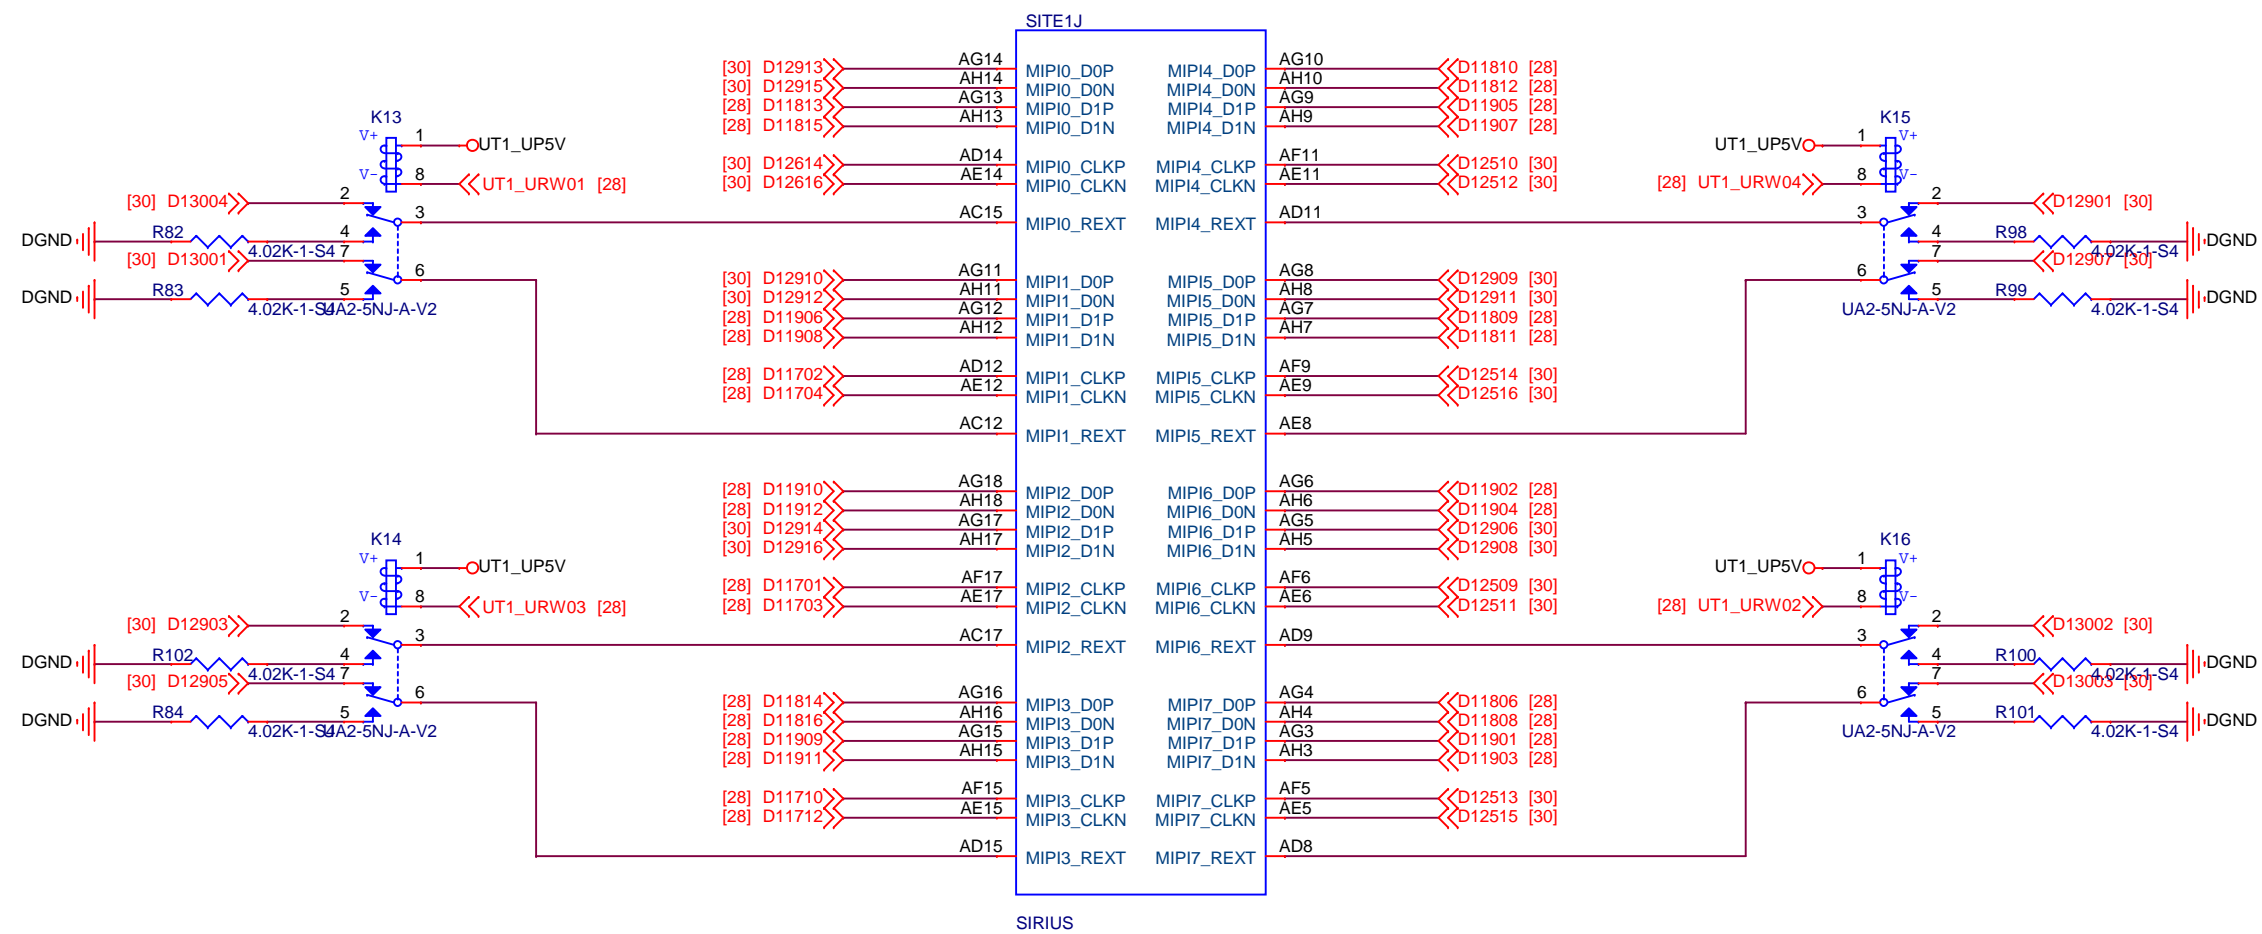 SITE1J
[30] D12913 AG14 MIPI0_D0P MIPI4_D0P AG10 D11810 [28]
[30] D12915 AH14 MIPI0_D0N MIPI4_D0N AH10 D11812 [28]
[28] D11813 AG13 MIPI0_D1P MIPI4_D1P AG9 D11905 [28]
[28] D11815 AH13 MIPI0_D1N MIPI4_D1N AH9 D11907 [28]
[30] D12614 AD14 MIPI0_CLKP MIPI4_CLKP AF11 D12510 [30]
[30] D12616 AE14 MIPI0_CLKN MIPI4_CLKN AE11 D12512 [30]
AC15 MIPI0_REXT MIPI4_REXT AD11
[30] D12910 AG11 MIPI1_D0P MIPI5_D0P AG8 D12909 [30]
[30] D12912 AH11 MIPI1_D0N MIPI5_D0N AH8 D12911 [30]
[28] D11906 AG12 MIPI1_D1P MIPI5_D1P AG7 D11809 [28]
[28] D11908 AH12 MIPI1_D1N MIPI5_D1N AH7 D11811 [28]
[28] D11702 AD12 MIPI1_CLKP MIPI5_CLKP AF9 D12514 [30]
[28] D11704 AE12 MIPI1_CLKN MIPI5_CLKN AE9 D12516 [30]
AC12 MIPI1_REXT MIPI5_REXT AE8
[28] D11910 AG18 MIPI2_D0P MIPI6_D0P AG6 D11902 [28]
[28] D11912 AH18 MIPI2_D0N MIPI6_D0N AH6 D11904 [28]
[30] D12914 AG17 MIPI2_D1P MIPI6_D1P AG5 D12906 [30]
[30] D12916 AH17 MIPI2_D1N MIPI6_D1N AH5 D12908 [30]
[28] D11701 AF17 MIPI2_CLKP MIPI6_CLKP AF6 D12509 [30]
[28] D11703 AE17 MIPI2_CLKN MIPI6_CLKN AE6 D12511 [30]
AC17 MIPI2_REXT MIPI6_REXT AD9
[28] D11814 AG16 MIPI3_D0P MIPI7_D0P AG4 D11806 [28]
[28] D11816 AH16 MIPI3_D0N MIPI7_D0N AH4 D11808 [28]
[28] D11909 AG15 MIPI3_D1P MIPI7_D1P AG3 D11901 [28]
[28] D11911 AH15 MIPI3_D1N MIPI7_D1N AH3 D11903 [28]
[28] D11710 AF15 MIPI3_CLKP MIPI7_CLKP AF5 D12513 [30]
[28] D11712 AE15 MIPI3_CLKN MIPI7_CLKN AE5 D12515 [30]
AD15 MIPI3_REXT MIPI7_REXT AD8
SIRIUS
K13
V+ 1 UT1_UP5V
V- 8 UT1_URW01 [28]
[30] D13004 2
3
DGND R82 4
4.02K-1-S4
[30] D13001 7
6
DGND R83 5
4.02K-1-S4
UA2-5NJ-A-V2
K14
V+ 1 UT1_UP5V
V- 8 UT1_URW03 [28]
[30] D12903 2
3
DGND R102 4
4.02K-1-S4
[30] D12905 7
6
DGND R84 5
4.02K-1-S4
UA2-5NJ-A-V2
K15
UT1_UP5V 1 V+
[28] UT1_URW04 8 V-
2 D12901 [30]
3
4 R98 DGND
4.02K-1-S4
7 D12907 [30]
6
5 R99 DGND
4.02K-1-S4
UA2-5NJ-A-V2
K16
UT1_UP5V 1 V+
[28] UT1_URW02 8 V-
2 D13002 [30]
3
4 R100 DGND
4.02K-1-S4
7 D13003 [30]
6
5 R101 DGND
4.02K-1-S4
UA2-5NJ-A-V2